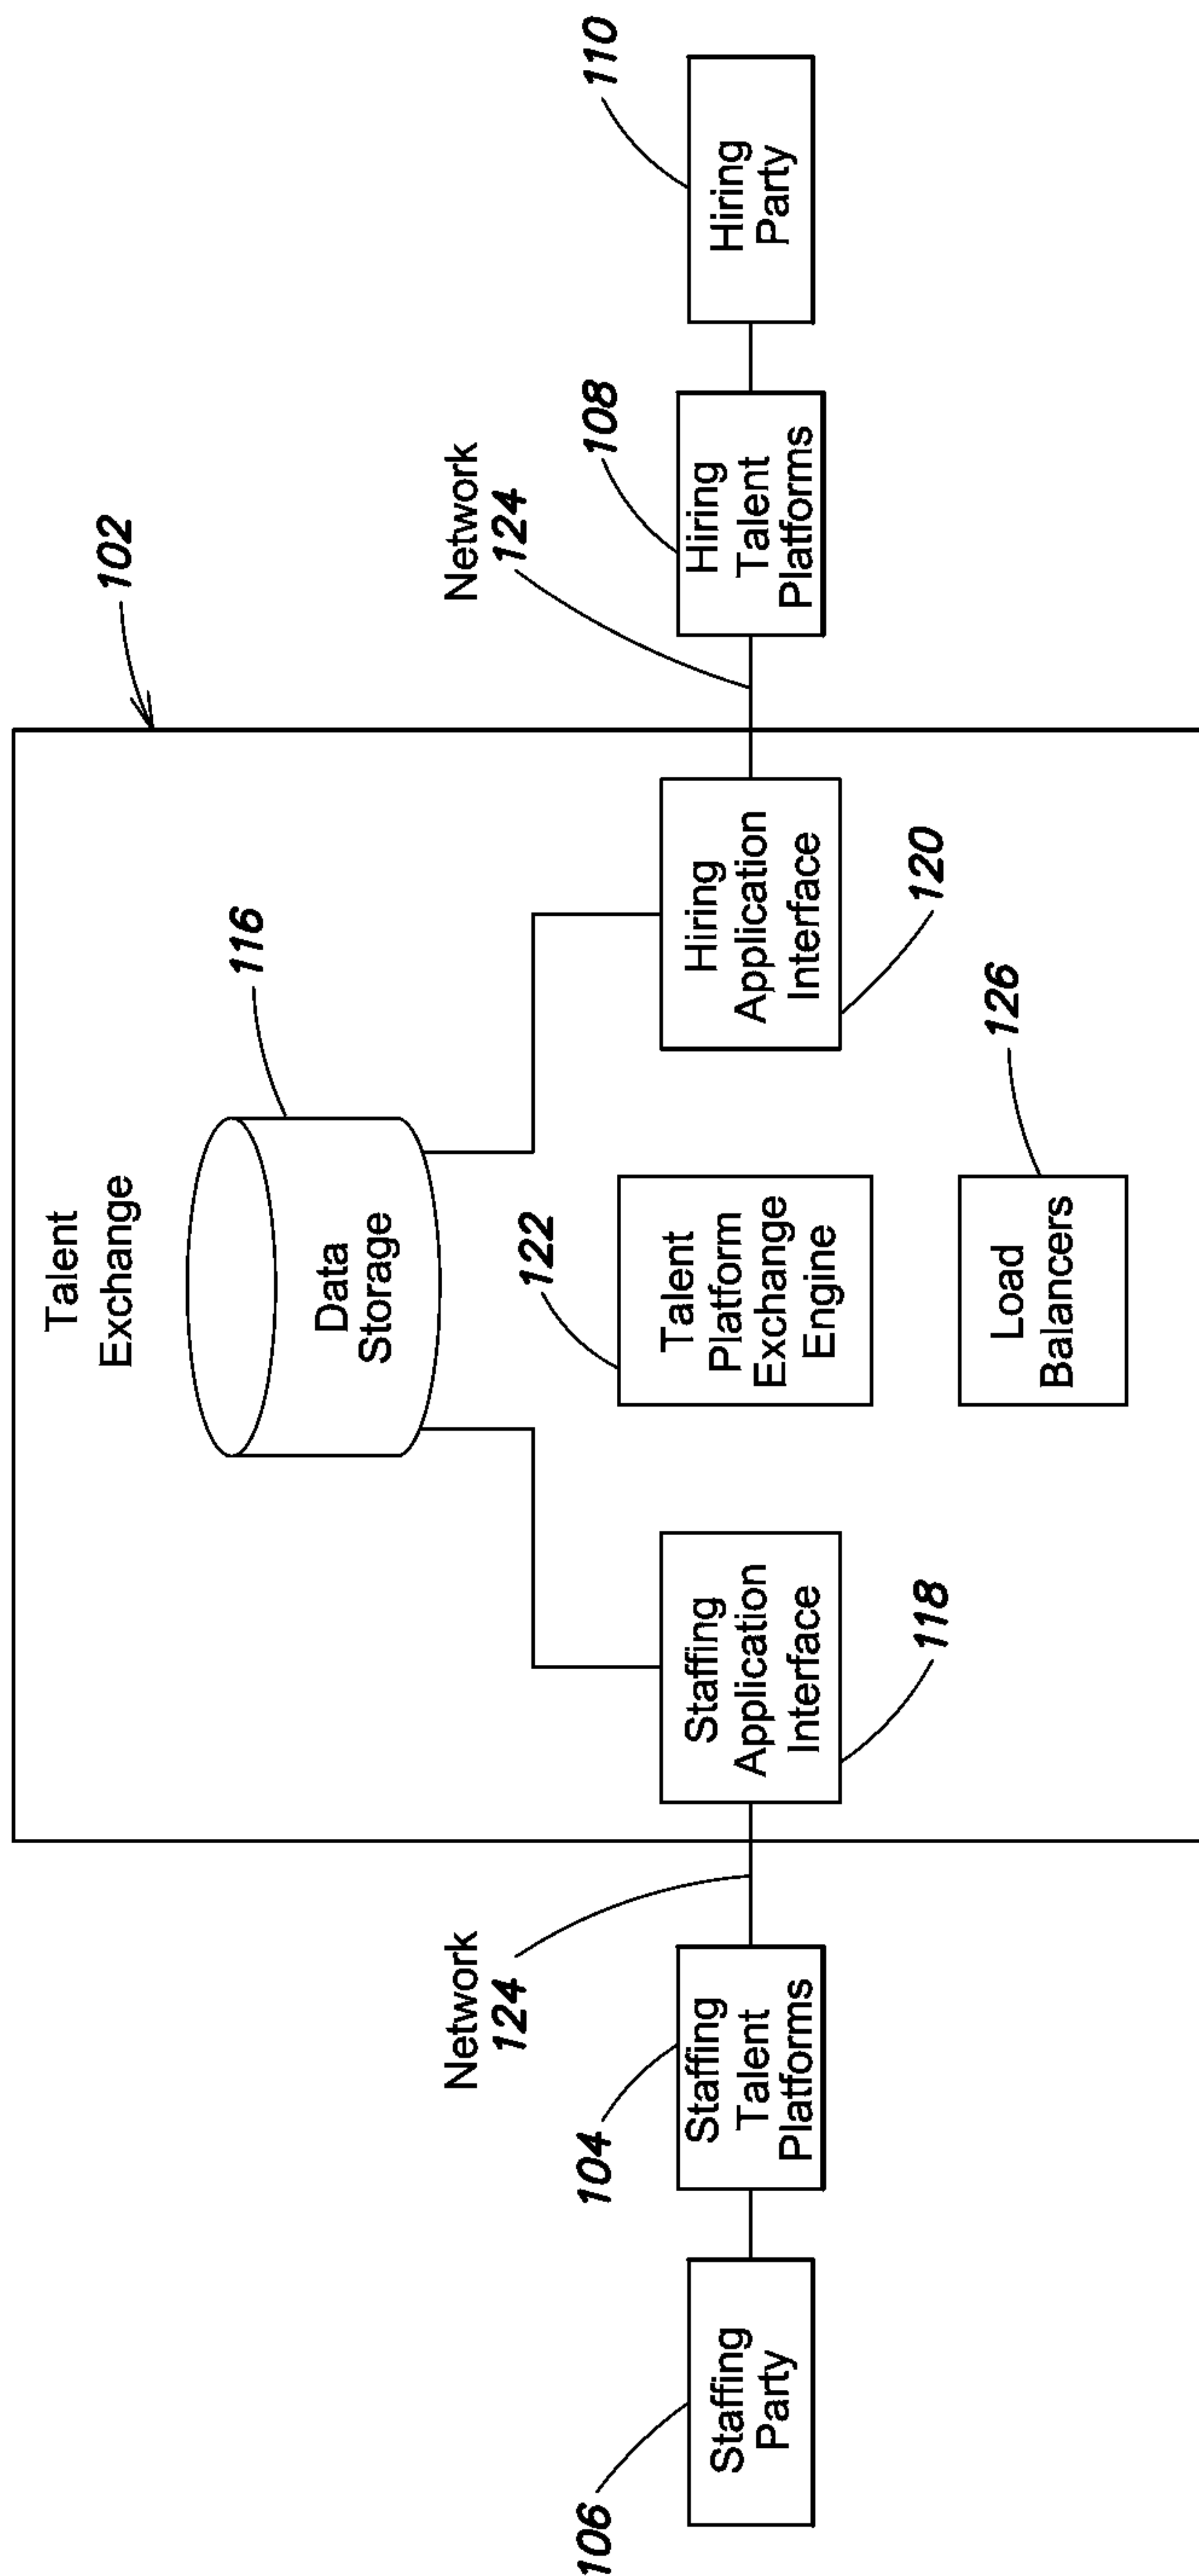 Talent
Exchange
102
116
Data
Storage
Network
124
Network
124
106
Staffing
Party
104
Staffing
Talent
Platforms
Staffing
Application
Interface
118
122
Talent
Platform
Exchange
Engine
Hiring
Application
Interface
120
108
Hiring
Talent
Platforms
110
Hiring
Party
126
Load
Balancers